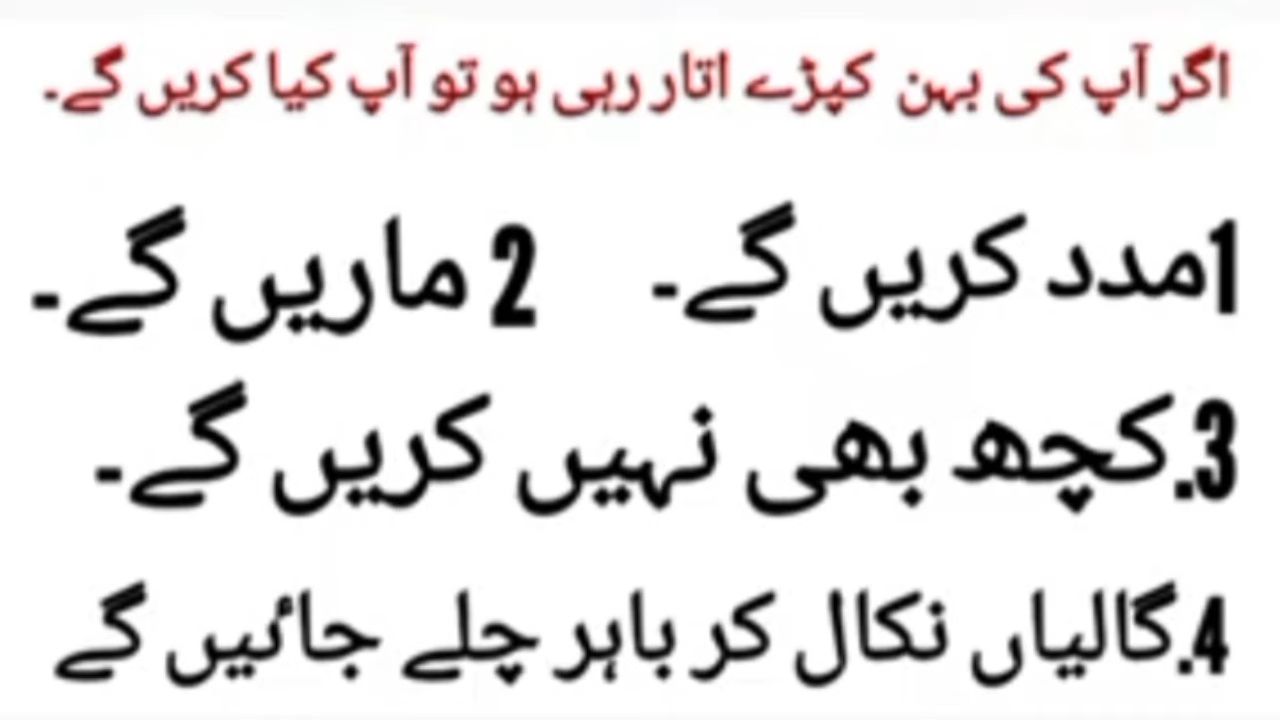 اگر آپ کی بہن کپڑے اتار رہی ہو تو آپ کیا کریں گے۔
1مدد کریں گے۔ 2 ماریں گے۔
3.کچھ بھی نہیں کریں گے۔
4.گالیاں نکال کر باہر چلے جائیں گے